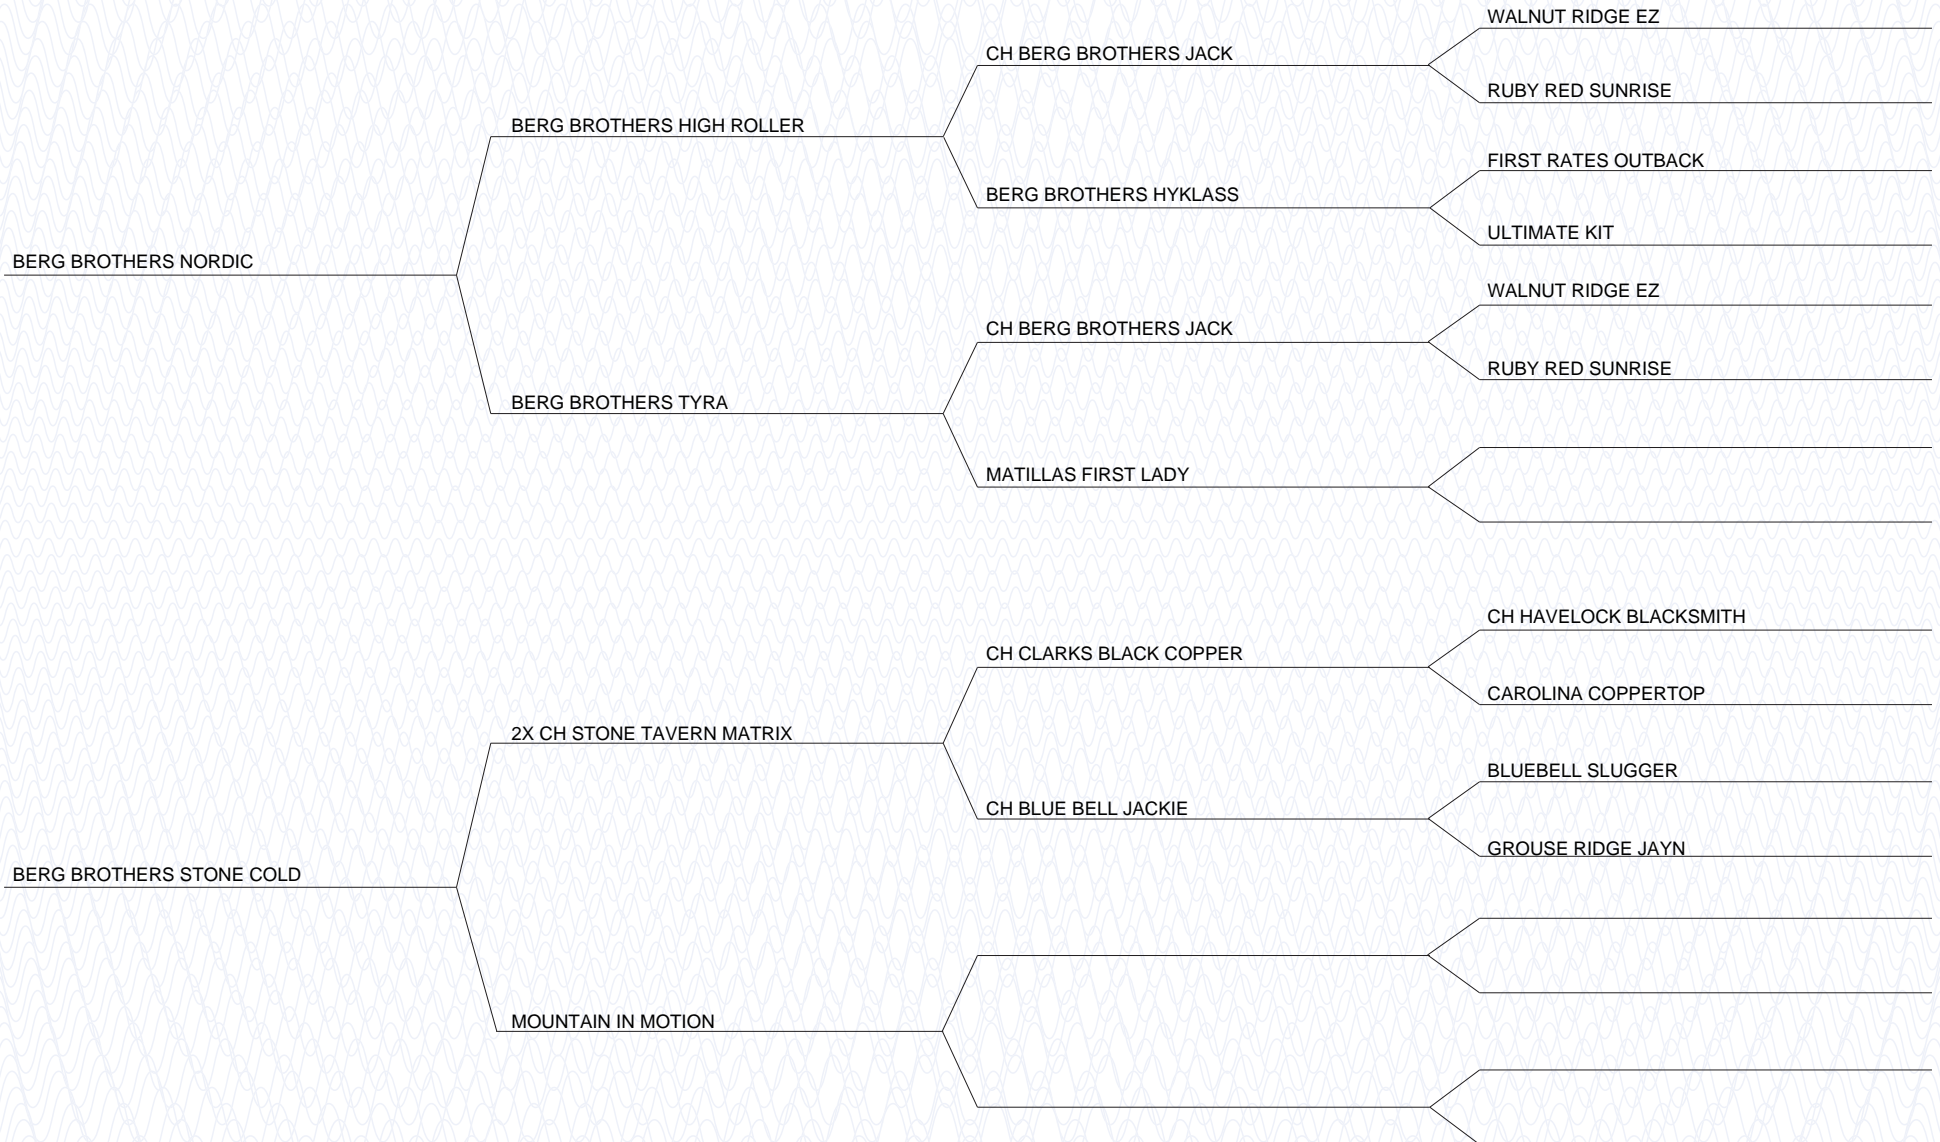 WALNUT RIDGE EZ
CH BERG BROTHERS JACK
RUBY RED SUNRISE
BERG BROTHERS HIGH ROLLER
FIRST RATES OUTBACK
BERG BROTHERS HYKLASS
ULTIMATE KIT
BERG BROTHERS NORDIC
WALNUT RIDGE EZ
CH BERG BROTHERS JACK
RUBY RED SUNRISE
BERG BROTHERS TYRA
MATILLAS FIRST LADY
CH HAVELOCK BLACKSMITH
CH CLARKS BLACK COPPER
CAROLINA COPPERTOP
2X CH STONE TAVERN MATRIX
BLUEBELL SLUGGER
CH BLUE BELL JACKIE
GROUSE RIDGE JAYN
BERG BROTHERS STONE COLD
MOUNTAIN IN MOTION